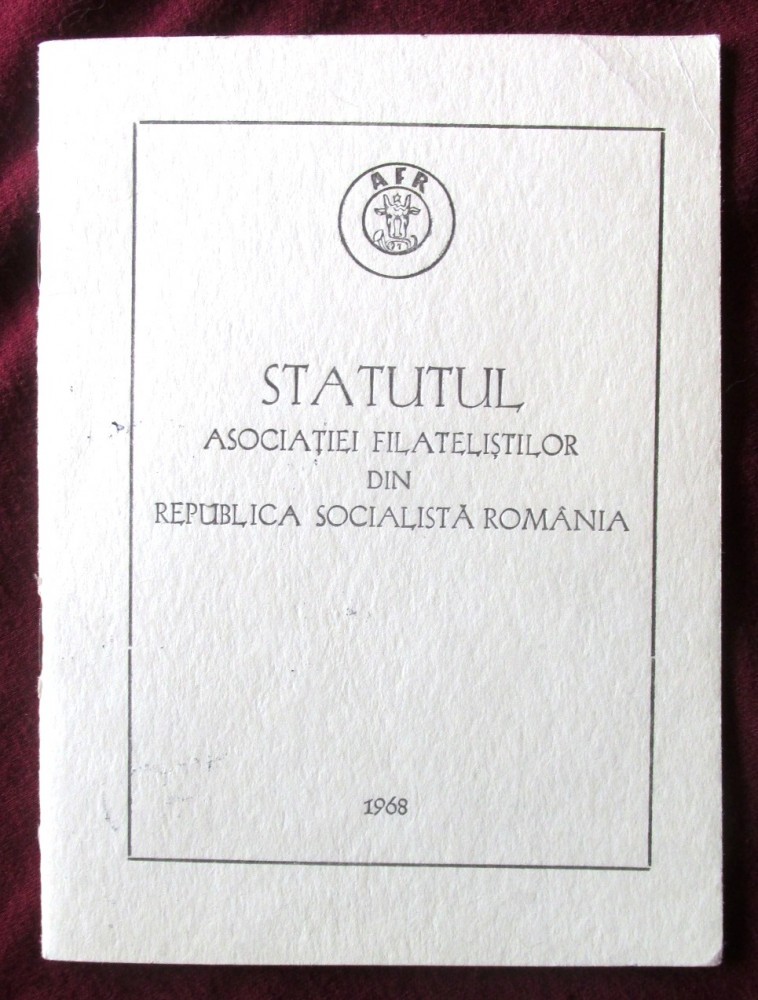 AFR
STATUTUL
ASOCIAȚIEI FILATELIȘTILOR
DIN
REPUBLICA SOCIALISTĂ ROMÂNIA
1968